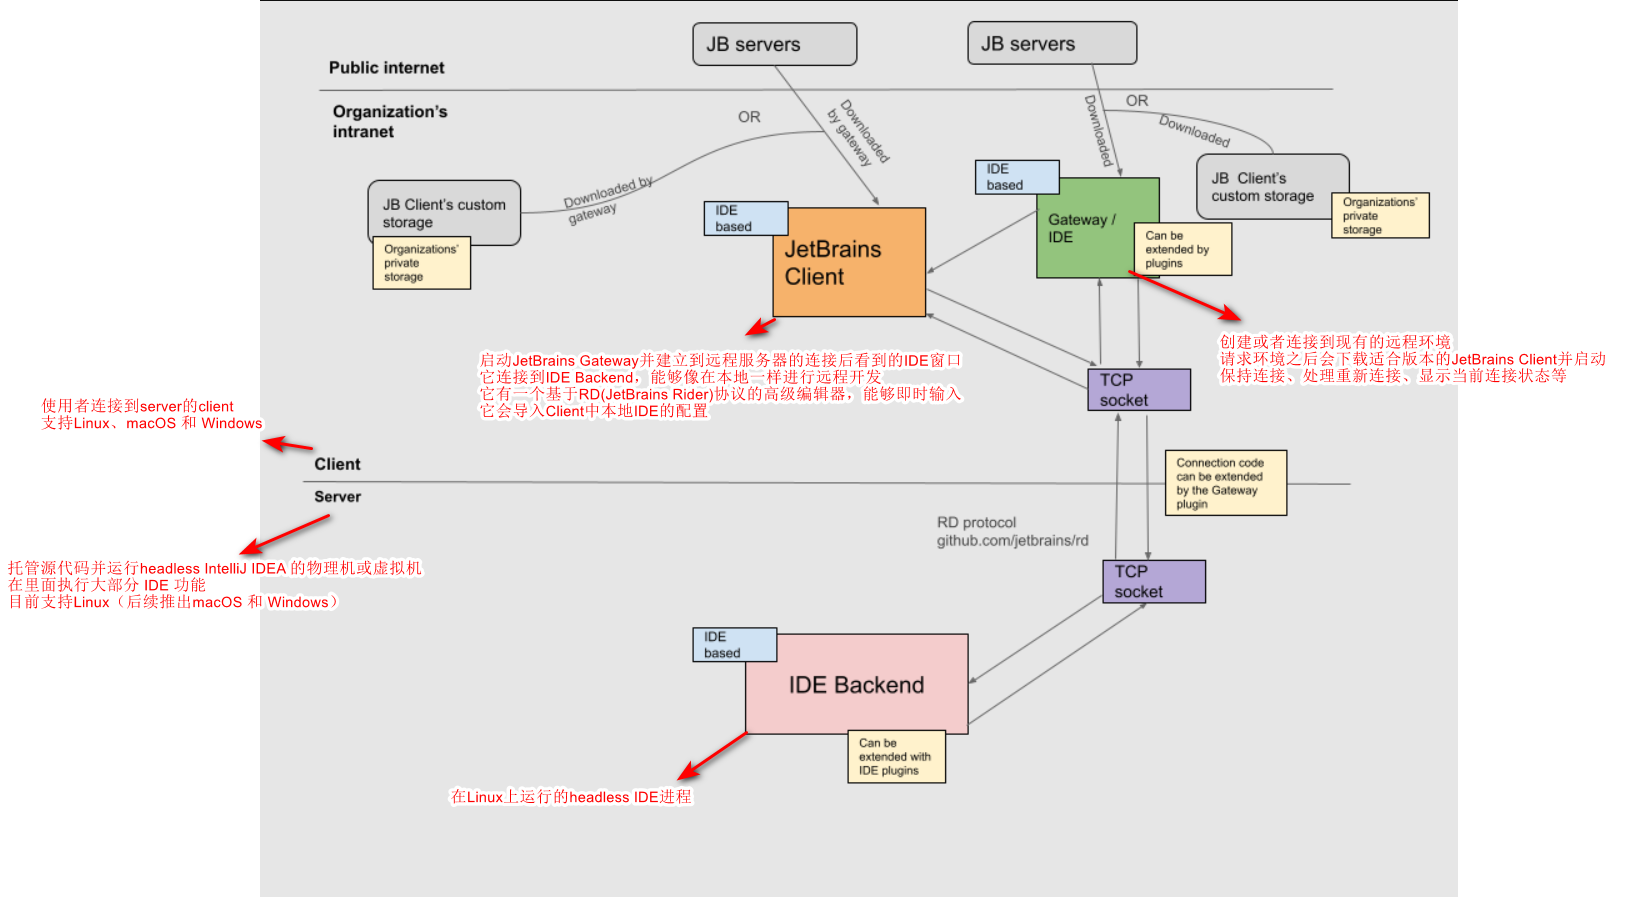 JB servers
JB servers
Public internet
Organization's
intranet
OR
Downloaded
by gateway
Downloaded
OR
Downloaded
JB Client's custom
storage
Organizations'
private
storage
Downloaded by
gateway
IDE
based
JetBrains
Client
IDE
based
Gateway /
IDE
Can be
extended by
plugins
JB Client's
custom storage
Organizations'
private
storage
启动JetBrains Gateway并建立到远程服务器的连接后看到的IDE窗口
它连接到IDE Backend，能够像在本地一样进行远程开发
它有一个基于RD(JetBrains Rider)协议的高级编辑器，能够即时输入
它会导入Client中本地IDE的配置
创建或者连接到现有的远程环境
请求环境之后会下载适合版本的JetBrains Client并启动
保持连接、处理重新连接、显示当前连接状态等
TCP
socket
使用者连接到server的client
支持Linux、macOS 和 Windows
Client
Server
Connection code
can be extended
by the Gateway
plugin
RD protocol
github.com/jetbrains/rd
托管源代码并运行headless IntelliJ IDEA 的物理机或虚拟机
在里面执行大部分 IDE 功能
目前支持Linux（后续推出macOS 和 Windows）
TCP
socket
IDE
based
IDE Backend
Can be
extended with
IDE plugins
在Linux上运行的headless IDE进程